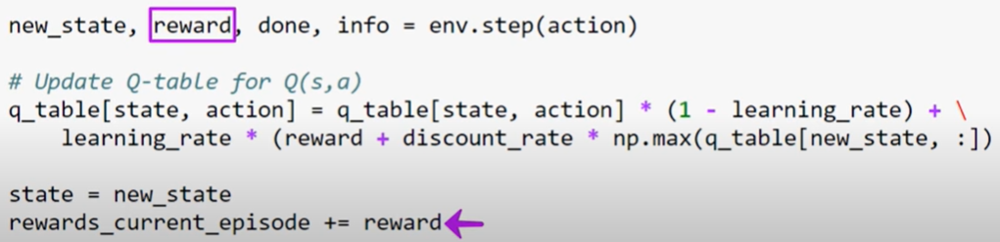 new_state, reward, done, info = env.step(action)
# Update Q-table for Q(s,a)
q_table[state, action] = q_table[state, action] * (1 - learning_rate) + \
learning_rate * (reward + discount_rate * np.max(q_table[new_state, :])
state = new_state
rewards_current_episode += reward